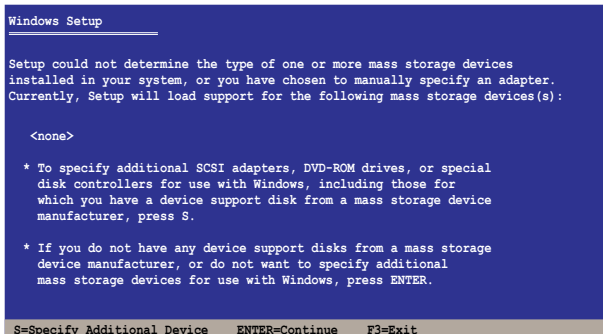 Windows Setup
Setup could not determine the type of one or more mass storage devices
installed in your system, or you have chosen to manually specify an adapter.
Currently, Setup will load support for the following mass storage devices(s):
<none>
* To specify additional SCSI adapters, DVD-ROM drives, or special
disk controllers for use with Windows, including those for
which you have a device support disk from a mass storage device
manufacturer, press S.
* If you do not have any device support disks from a mass storage
device manufacturer, or do not want to specify additional
mass storage devices for use with Windows, press ENTER.
S=Specify Additional Device ENTER=Continue F3=Exit